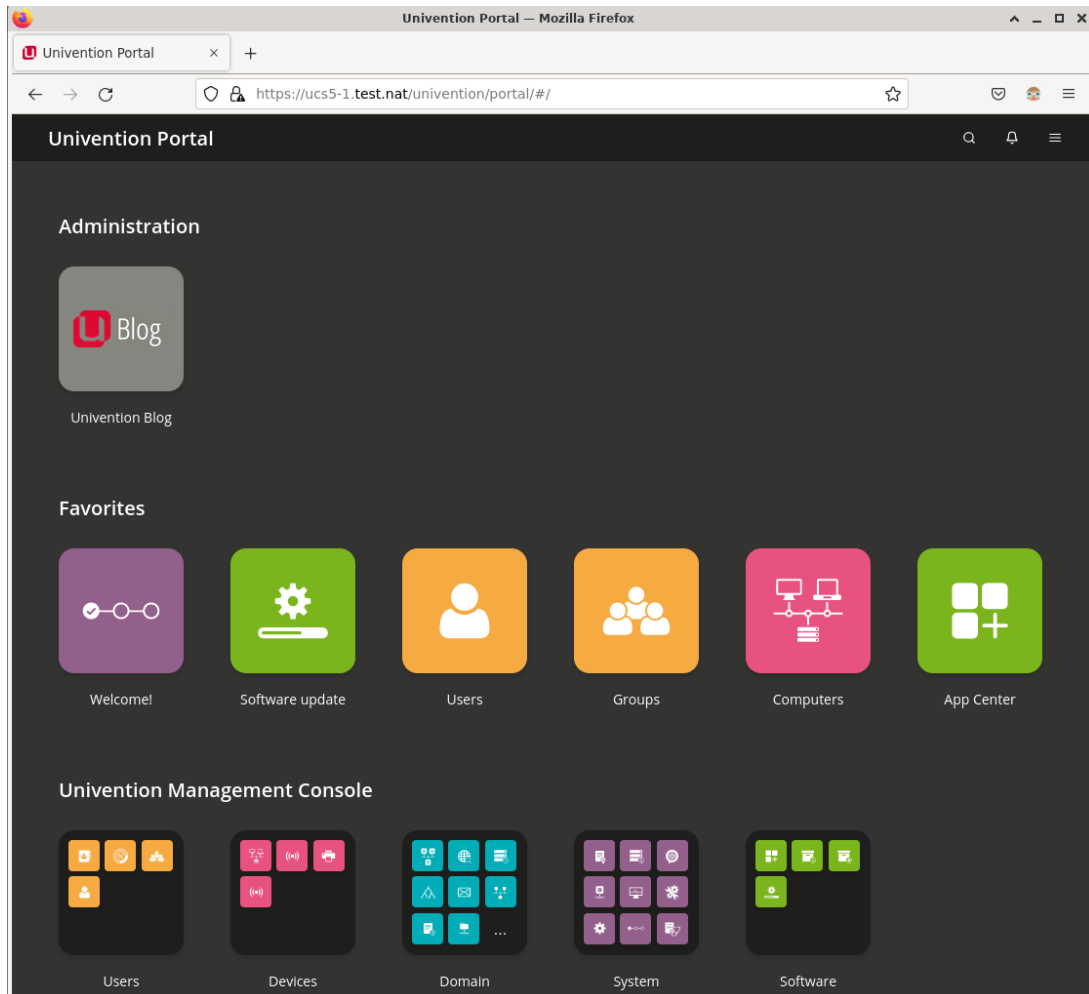 Univention Portal — Mozilla Firefox
Univention Portal
https://ucs5-1.test.nat/univention/portal/#/
Univention Portal
Administration
Blog
Univention Blog
Favorites
Welcome!
Software update
Users
Groups
Computers
App Center
Univention Management Console
...
Users
Devices
Domain
System
Software